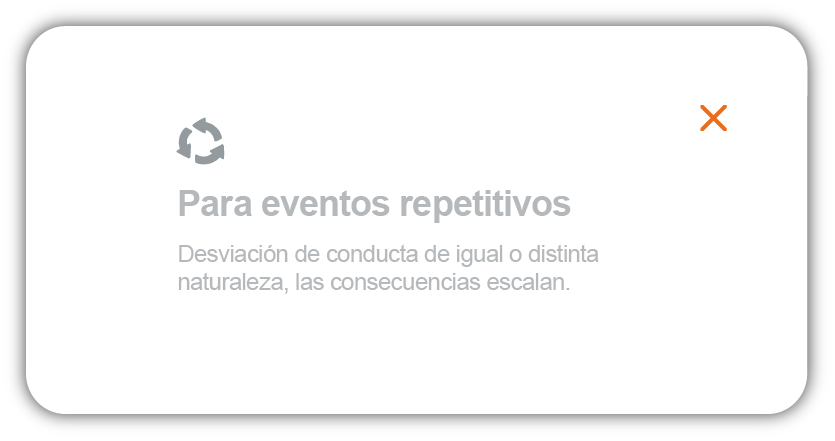 Para eventos repetitivos
Desviación de conducta de igual o distinta
naturaleza, las consecuencias escalan.